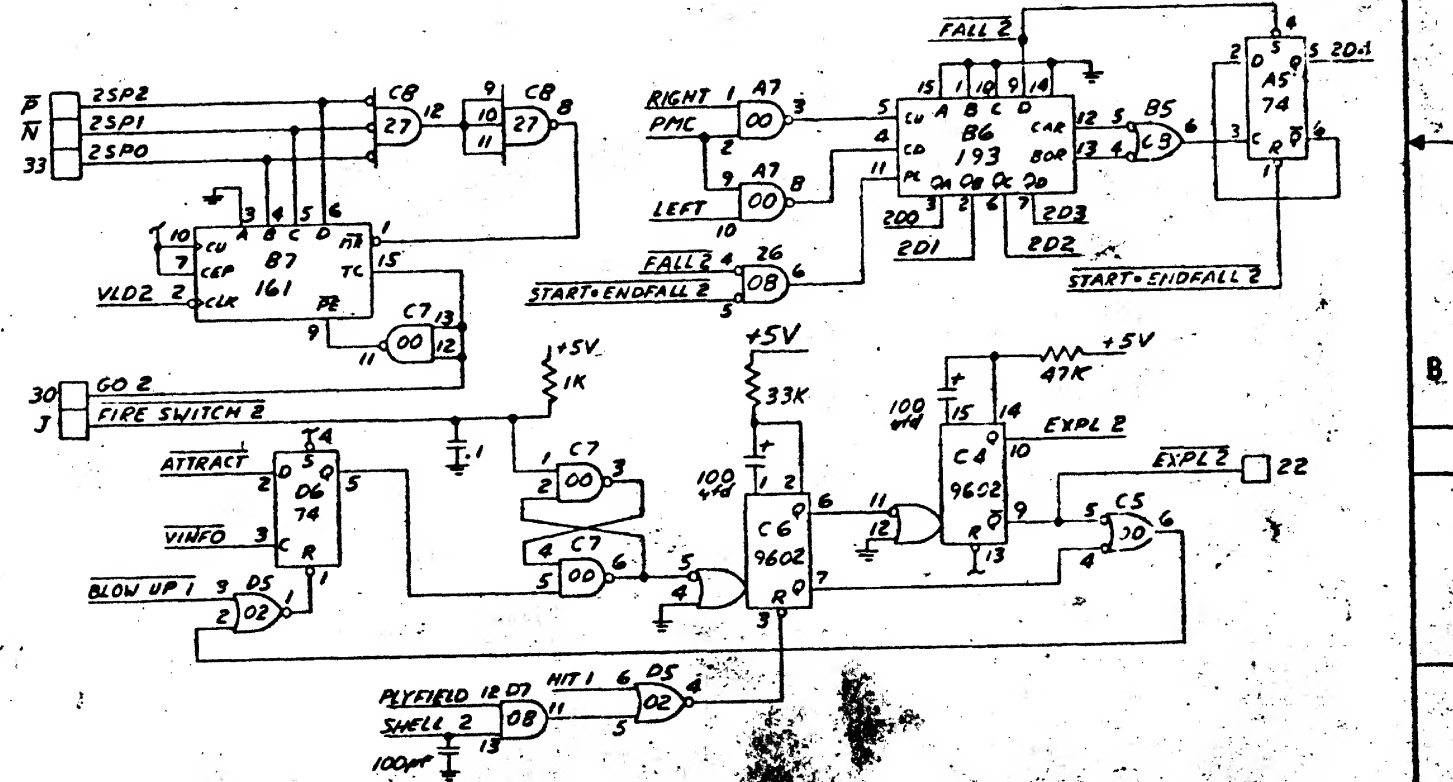 FALL 2
4
P 2SP2
N 2SP1
33 2SP0
C8
27
12
9
10
11
C8
27
8
RIGHT 1
PMC
2
A7
00
3
9
LEFT
10
A7
00
8
15 1 10 9 14
5 CU A B C D
4 CD
11 PL
B6
193
CAR 12
BOR 13
QA QB QC QD
3 2 6 7
2D0
2D1
2D2
2D3
5
4
B5
6
2 D S Q 5 2D4
A5
74
3 C Q 6
R
1
START•ENDFALL 2
3 4 5 6
A B C D
10 CU
7 CEP
VLD2 2 CLK
B7
161
MR 1
TC 15
PE
9
C7
00
13
12
11
FALL 2 4
START•ENDFALL 2
5
26
08
6
30 GO 2
J FIRE SWITCH 2
+5V
1K
.1
ATTRACT
2
4
D S Q 5
D6
74
VINFO 3 C
R
1
BLOW UP 1 3
2
D5
02
1
1
2
C7
00
3
4
5
C7
00
6
+5V
33K
100
+
1 2
5
4
C6
9602
Q 6
Q 7
R
3
11
12
+5V
47K
100
+
15 14
C4
9602
Q
10 EXPL 2
Q 9
R
13
EXPL 2 22
5
4
C5
00
6
PLYFIELD 12
SHELL 2
13
D7
08
11
100pf
HIT 1 6
5
D5
02
4
B